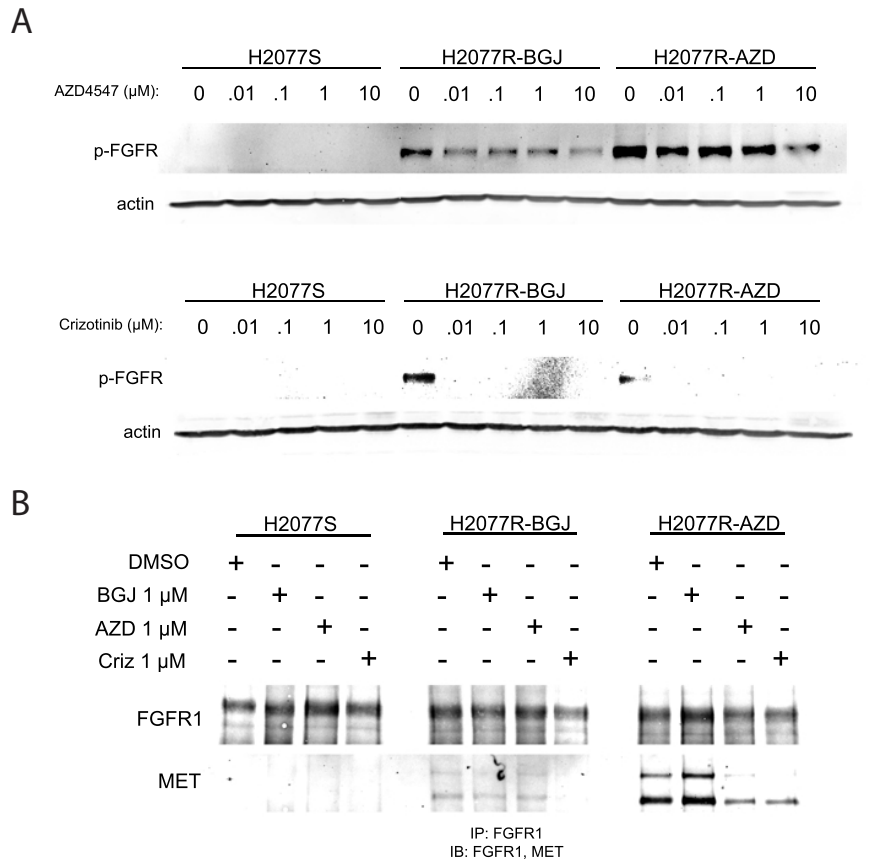 A
H2077S H2077R-BGJ H2077R-AZD
AZD4547 (µM): 0 .01 .1 1 10 0 .01 .1 1 10 0 .01 .1 1 10
p-FGFR
actin
H2077S H2077R-BGJ H2077R-AZD
Crizotinib (µM): 0 .01 .1 1 10 0 .01 .1 1 10 0 .01 .1 1 10
p-FGFR
actin
B
H2077S H2077R-BGJ H2077R-AZD
DMSO + - - - + - - - + - - -
BGJ 1 µM - + - - - + - - - + - -
AZD 1 µM - - + - - - + - - - + -
Criz 1 µM - - - + - - - + - - - +
FGFR1
MET
IP: FGFR1
IB: FGFR1, MET